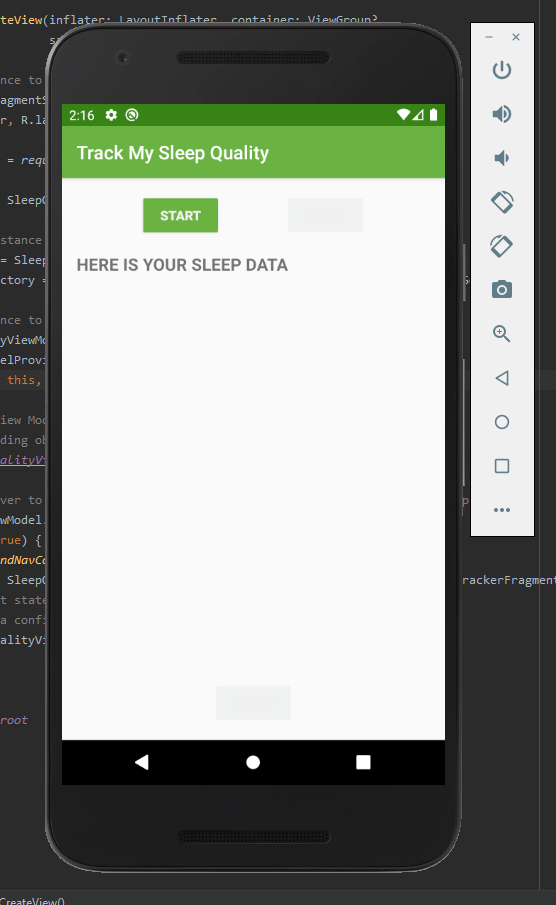 teView(inflater: LayoutInflater, container: ViewGroup?
nce to
agmentS
r, R.la
= requ
SleepQ
stance
= Sleep
ctory =
nce to
yViewMo
elProvi
this,
iew Mod
ding ob
alityVi
ver to
wModel.
rue) {
ndNavCo
SleepQ
rackerFragment
t state
a confi
alityVi
root
CreateView()
2:16
Track My Sleep Quality
START
HERE IS YOUR SLEEP DATA